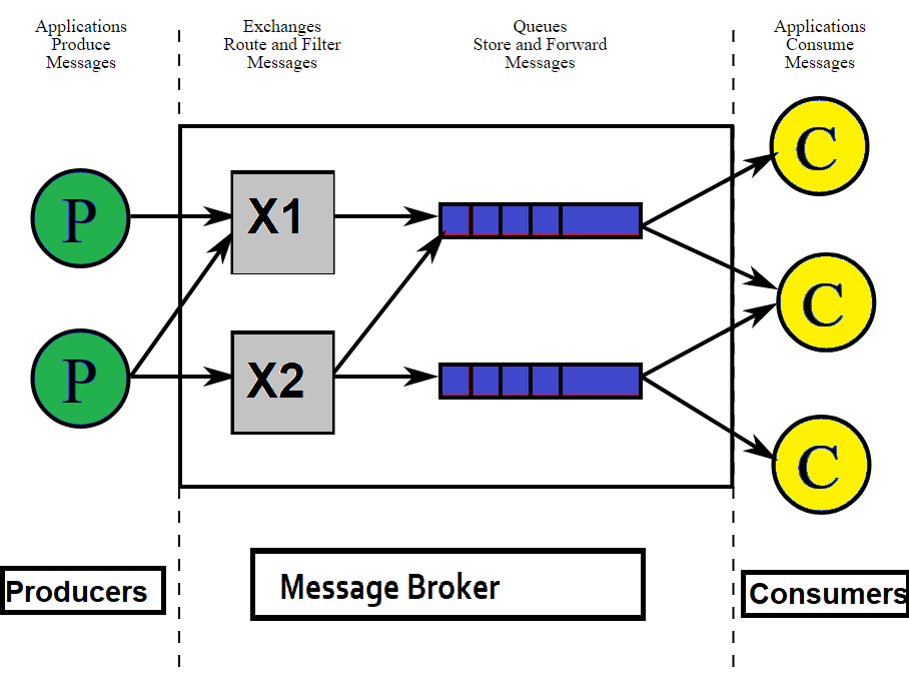 Applications
Produce
Messages
Exchanges
Route and Filter
Messages
Queues
Store and Forward
Messages
Applications
Consume
Messages
P
X1
C
P
X2
C
C
Producers
Message Broker
Consumers